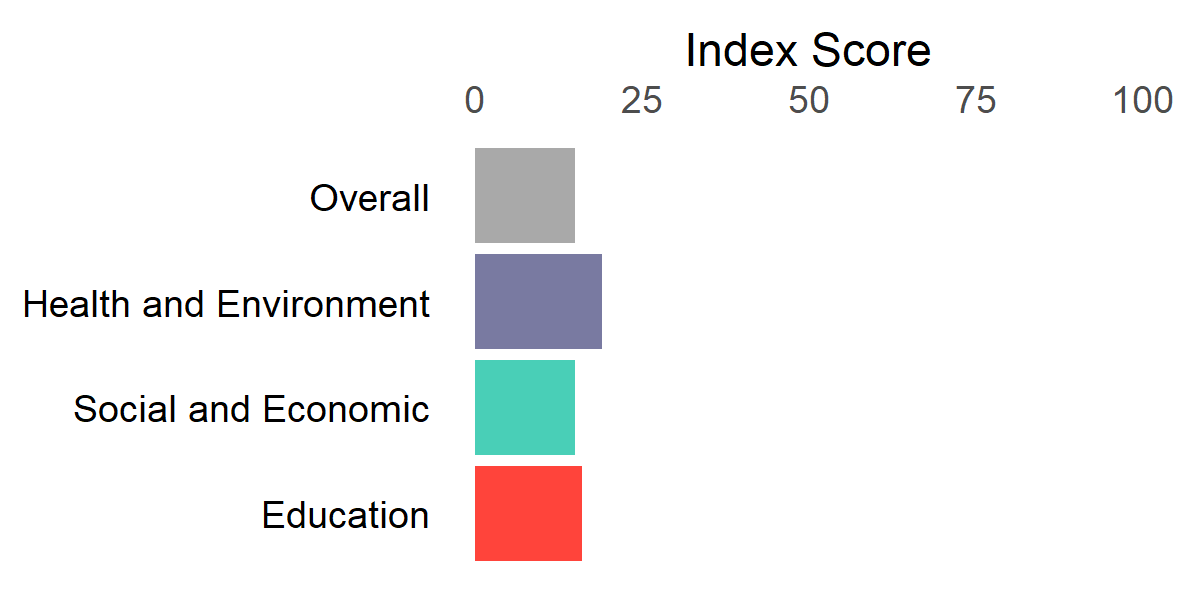 Index Score
0 25 50 75 100
Overall
Health and Environment
Social and Economic
Education